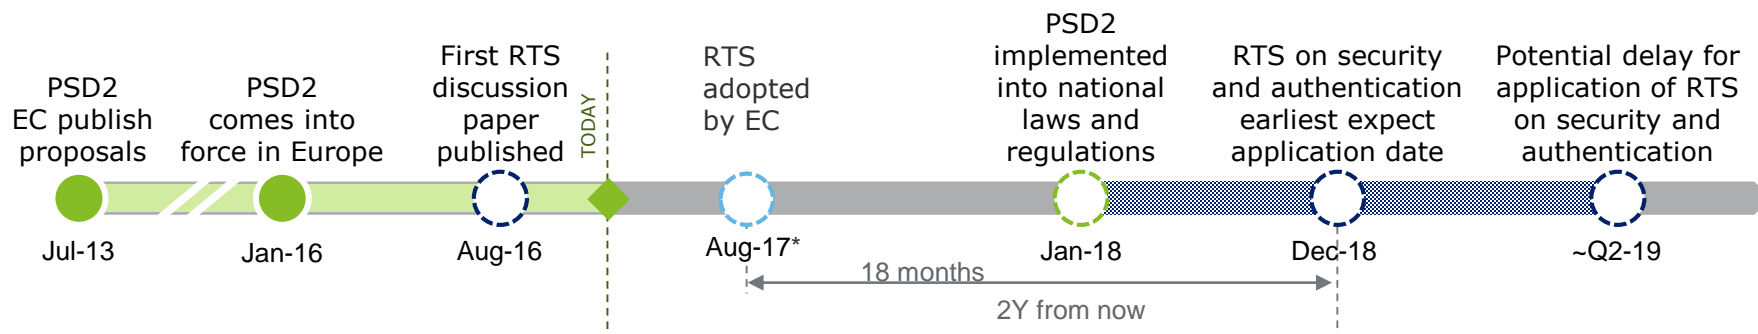 PSD2
EC publish
proposals
PSD2
comes into
force in Europe
First RTS
discussion
paper
published
TODAY
RTS
adopted
by EC
PSD2
implemented
into national
laws and
regulations
RTS on security
and authentication
earliest expect
application date
Potential delay for
application of RTS
on security and
authentication
Jul-13
Jan-16
Aug-16
Aug-17*
Jan-18
Dec-18
~Q2-19
18 months
2Y from now